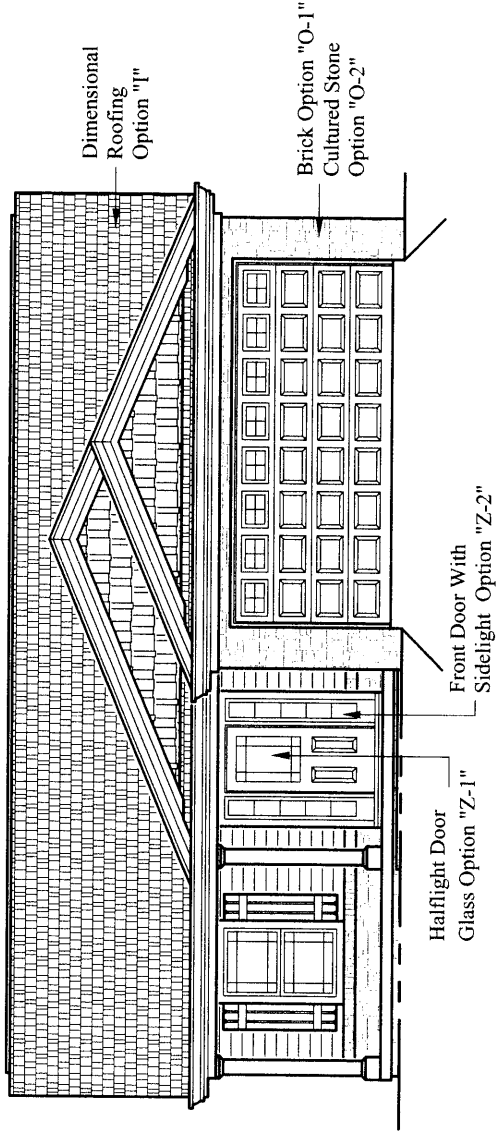 Dimensional
Roofing
Option "I"
Brick Option "O-1"
Cultured Stone
Option "O-2"
Front Door With
Sidelight Option "Z-2"
Halflight Door
Glass Option "Z-1"